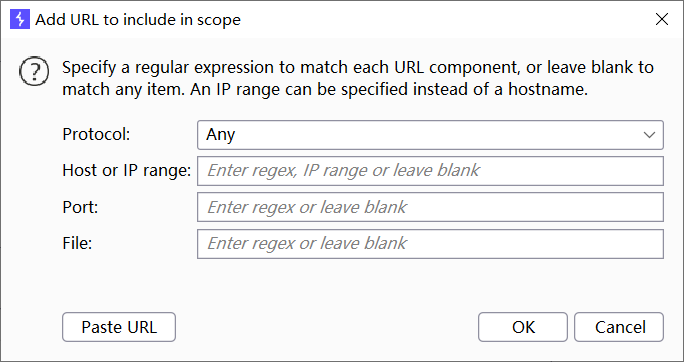 Add URL to include in scope
Specify a regular expression to match each URL component, or leave blank to
match any item. An IP range can be specified instead of a hostname.
Protocol: Any
Host or IP range: Enter regex, IP range or leave blank
Port: Enter regex or leave blank
File: Enter regex or leave blank
Paste URL OK Cancel